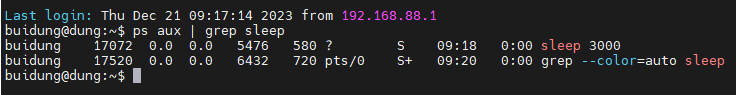 Last login: Thu Dec 21 09:17:14 2023 from 192.168.88.1
buidung@dung:~$ ps aux | grep sleep
buidung    17072  0.0  0.0   5476   580 ?        S    09:18   0:00 sleep 3000
buidung    17520  0.0  0.0   6432   720 pts/0    S+   09:20   0:00 grep --color=auto sleep
buidung@dung:~$